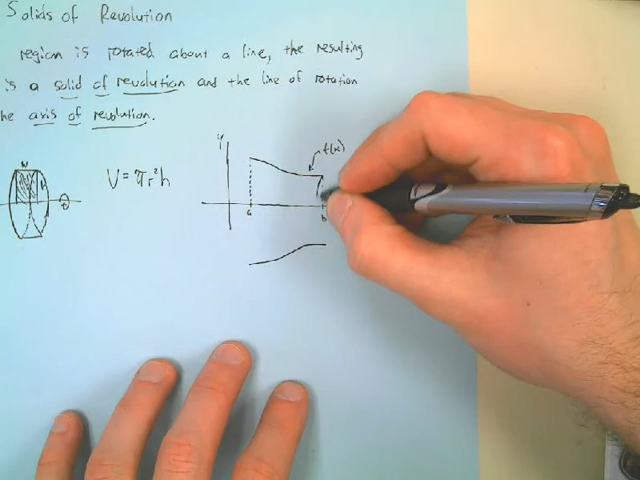 Solids of Revolution
region is rotated about a line, the resulting
is a solid of revolution and the line of rotation
he axis of revolution.
V = πr²h
y
f(x)
a
b